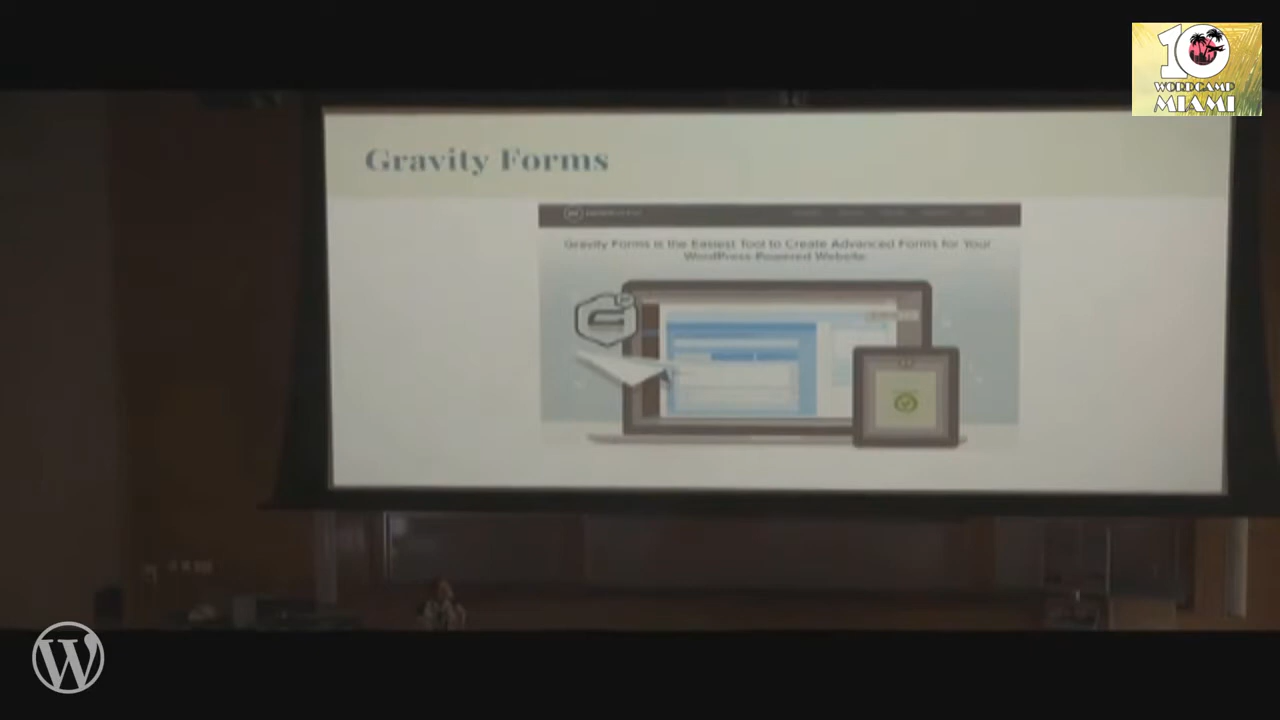 10
WORDCAMP
MIAMI
Gravity Forms
Gravity Forms is the Easiest Tool to Create Advanced Forms for Your
WordPress Powered Website